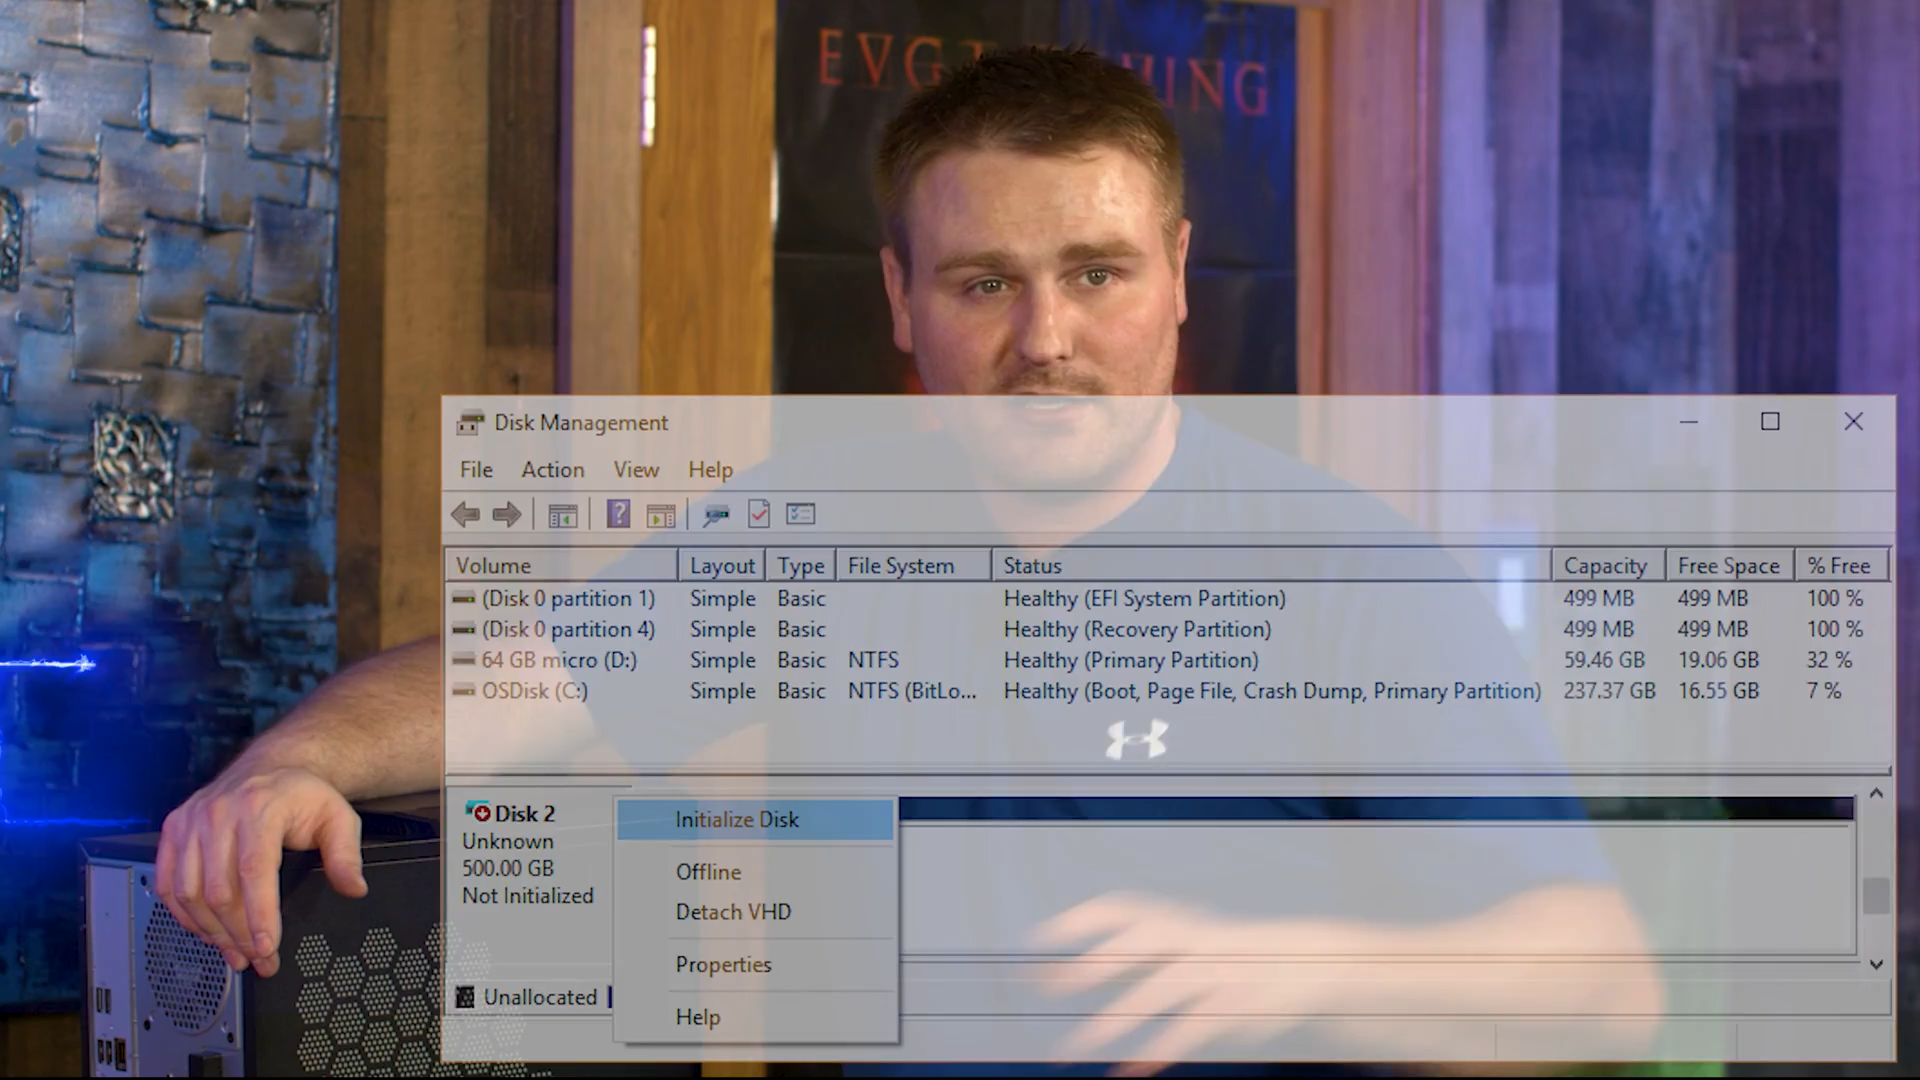 EVG
ING
Disk Management
File Action View Help
Volume Layout Type File System Status Capacity Free Space % Free
(Disk 0 partition 1) Simple Basic Healthy (EFI System Partition) 499 MB 499 MB 100 %
(Disk 0 partition 4) Simple Basic Healthy (Recovery Partition) 499 MB 499 MB 100 %
64 GB micro (D:) Simple Basic NTFS Healthy (Primary Partition) 59.46 GB 19.06 GB 32 %
OSDisk (C:) Simple Basic NTFS (BitLo... Healthy (Boot, Page File, Crash Dump, Primary Partition) 237.37 GB 16.55 GB 7 %
Disk 2
Unknown
500.00 GB
Not Initialized
Initialize Disk
Offline
Detach VHD
Properties
Help
Unallocated